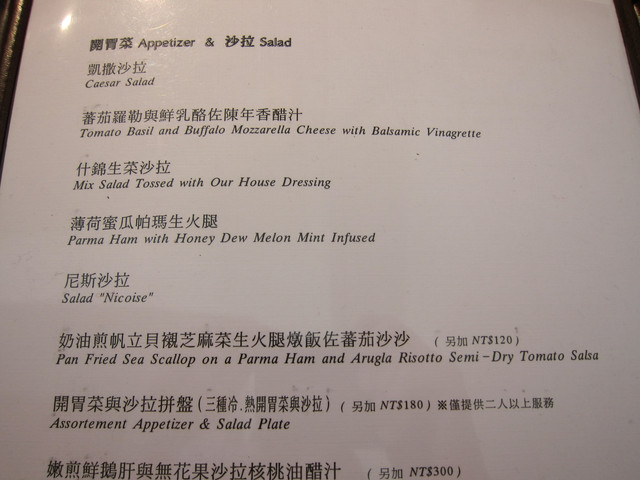 開胃菜 Appetizer & 沙拉 Salad
凱撒沙拉
Caesar Salad
蕃茄羅勒與鮮乳酪佐陳年香醋汁
Tomato Basil and Buffalo Mozzarella Cheese with Balsamic Vinagrette
什錦生菜沙拉
Mix Salad Tossed with Our House Dressing
薄荷蜜瓜帕瑪生火腿
Parma Ham with Honey Dew Melon Mint Infused
尼斯沙拉
Salad "Nicoise"
奶油煎帆立貝襯芝麻菜生火腿燉飯佐蕃茄沙沙 ( 另加 NT$120 )
Pan Fried Sea Scallop on a Parma Ham and Arugla Risotto Semi-Dry Tomato Salsa
開胃菜與沙拉拼盤 ( 三種冷.熱開胃菜與沙拉 ) ( 另加 NT$180 ) ※僅提供二人以上服務
Assortement Appetizer & Salad Plate
嫩煎鮮鵝肝與無花果沙拉核桃油醋汁 ( 另加 NT$300 )